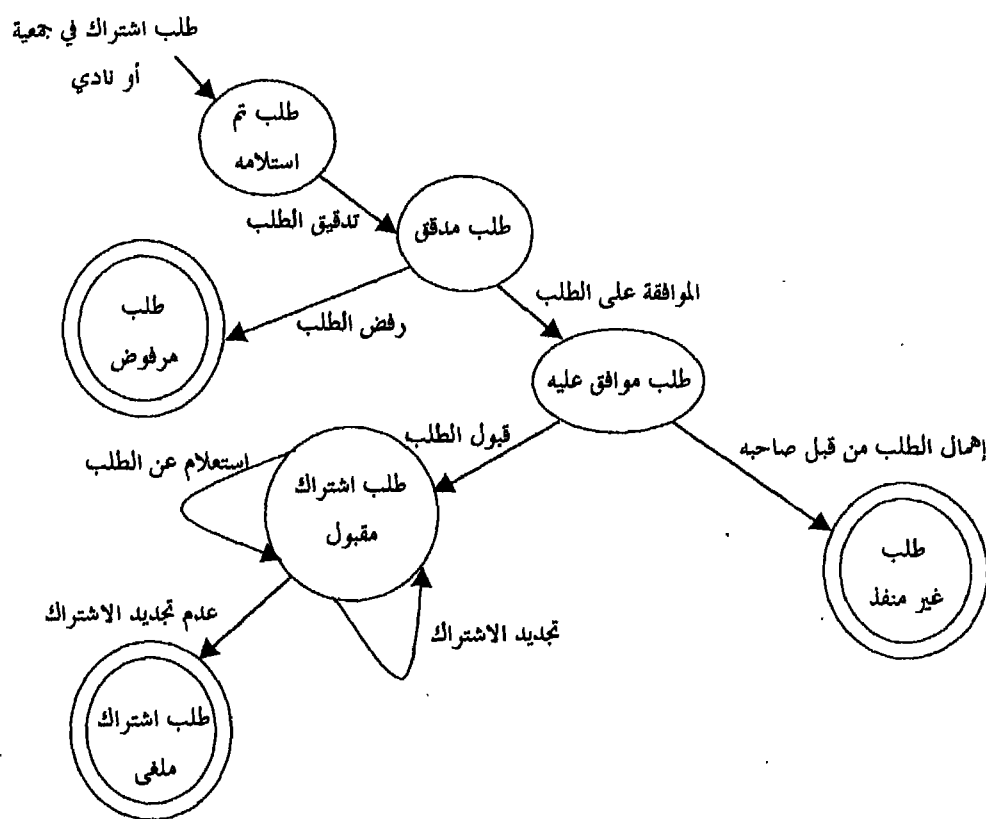 طلب اشتراك في جمعية
أو نادي
طلب تم
استلامه
تدقيق الطلب
طلب مدقق
الموافقة على الطلب
رفض الطلب
طلب
مرفوض
طلب موافق عليه
قبول الطلب
إهمال الطلب من قبل صاحبه
استعلام عن الطلب
طلب اشتراك
مقبول
طلب
غير منفذ
عدم تجديد الاشتراك
تجديد الاشتراك
طلب اشتراك
ملغى